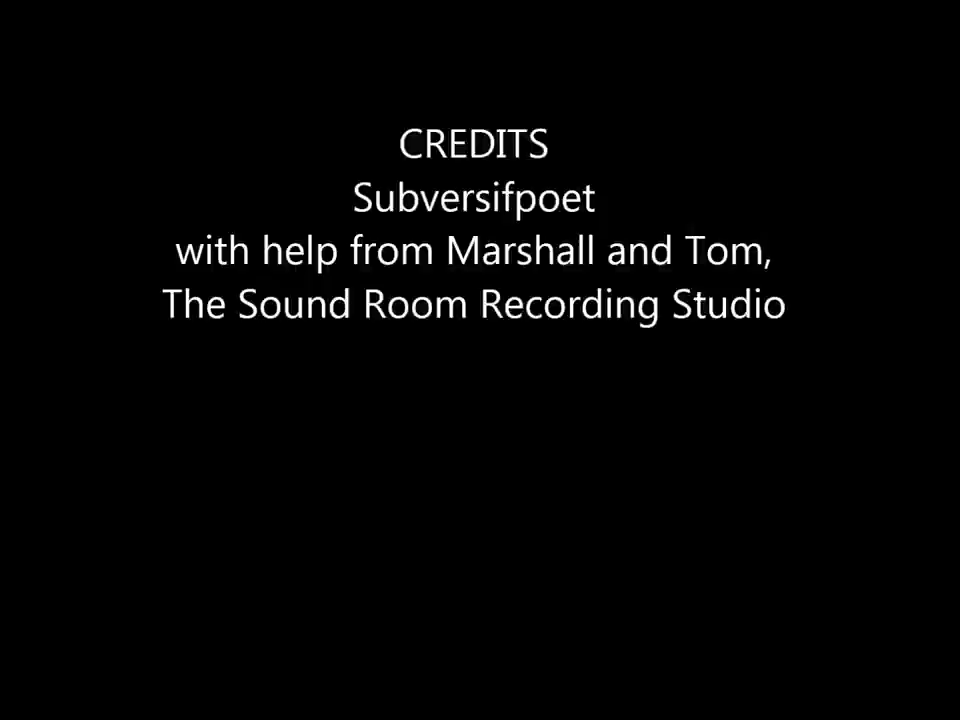 CREDITS
Subversifpoet
with help from Marshall and Tom,
The Sound Room Recording Studio